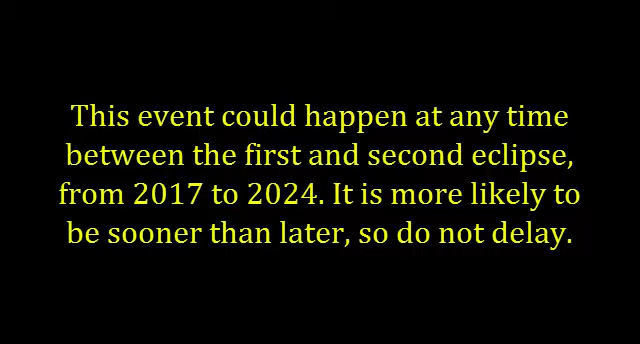 This event could happen at any time
between the first and second eclipse,
from 2017 to 2024. It is more likely to
be sooner than later, so do not delay.